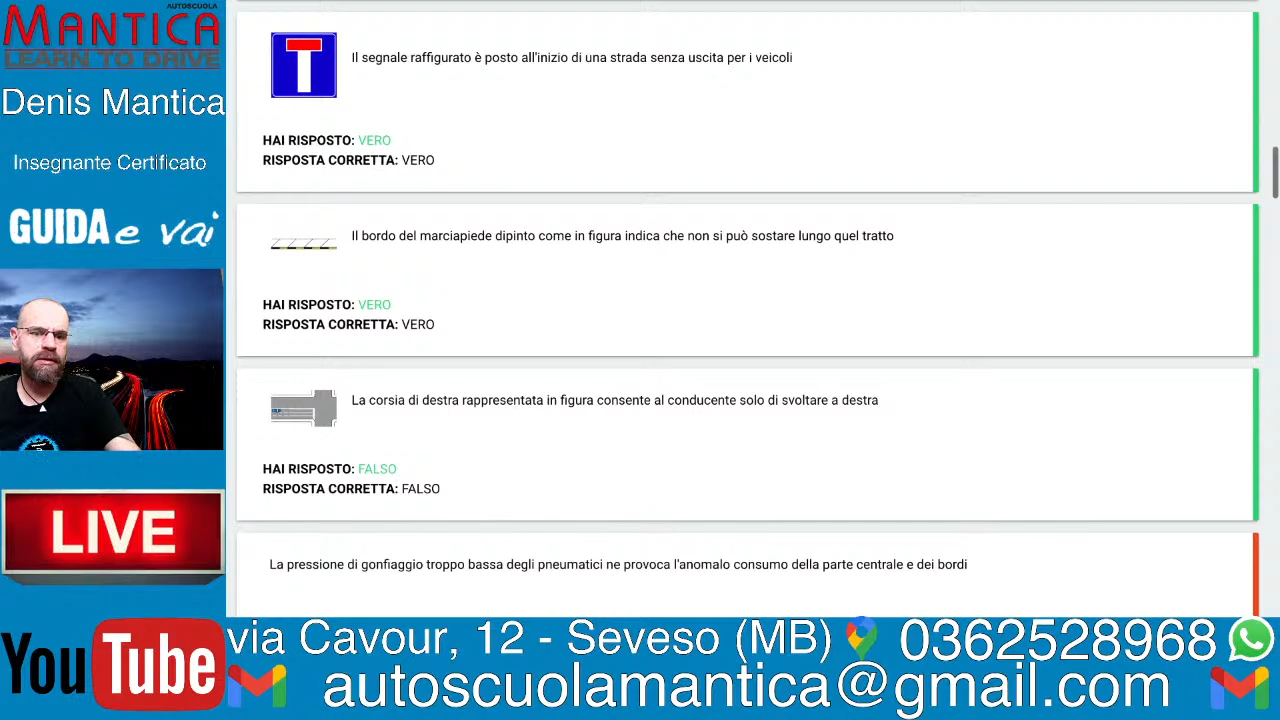 AUTOSCUOLA
MANTICA
LEARN TO DRIVE
Denis Mantica
Insegnante Certificato
GUIDA e vai
LIVE
YouTube
Il segnale raffigurato è posto all'inizio di una strada senza uscita per i veicoli
HAI RISPOSTO: VERO
RISPOSTA CORRETTA: VERO
Il bordo del marciapiede dipinto come in figura indica che non si può sostare lungo quel tratto
HAI RISPOSTO: VERO
RISPOSTA CORRETTA: VERO
La corsia di destra rappresentata in figura consente al conducente solo di svoltare a destra
HAI RISPOSTO: FALSO
RISPOSTA CORRETTA: FALSO
La pressione di gonfiaggio troppo bassa degli pneumatici ne provoca l'anomalo consumo della parte centrale e dei bordi
via Cavour, 12 - Seveso (MB) 0362528968
autoscuolamantica@gmail.com